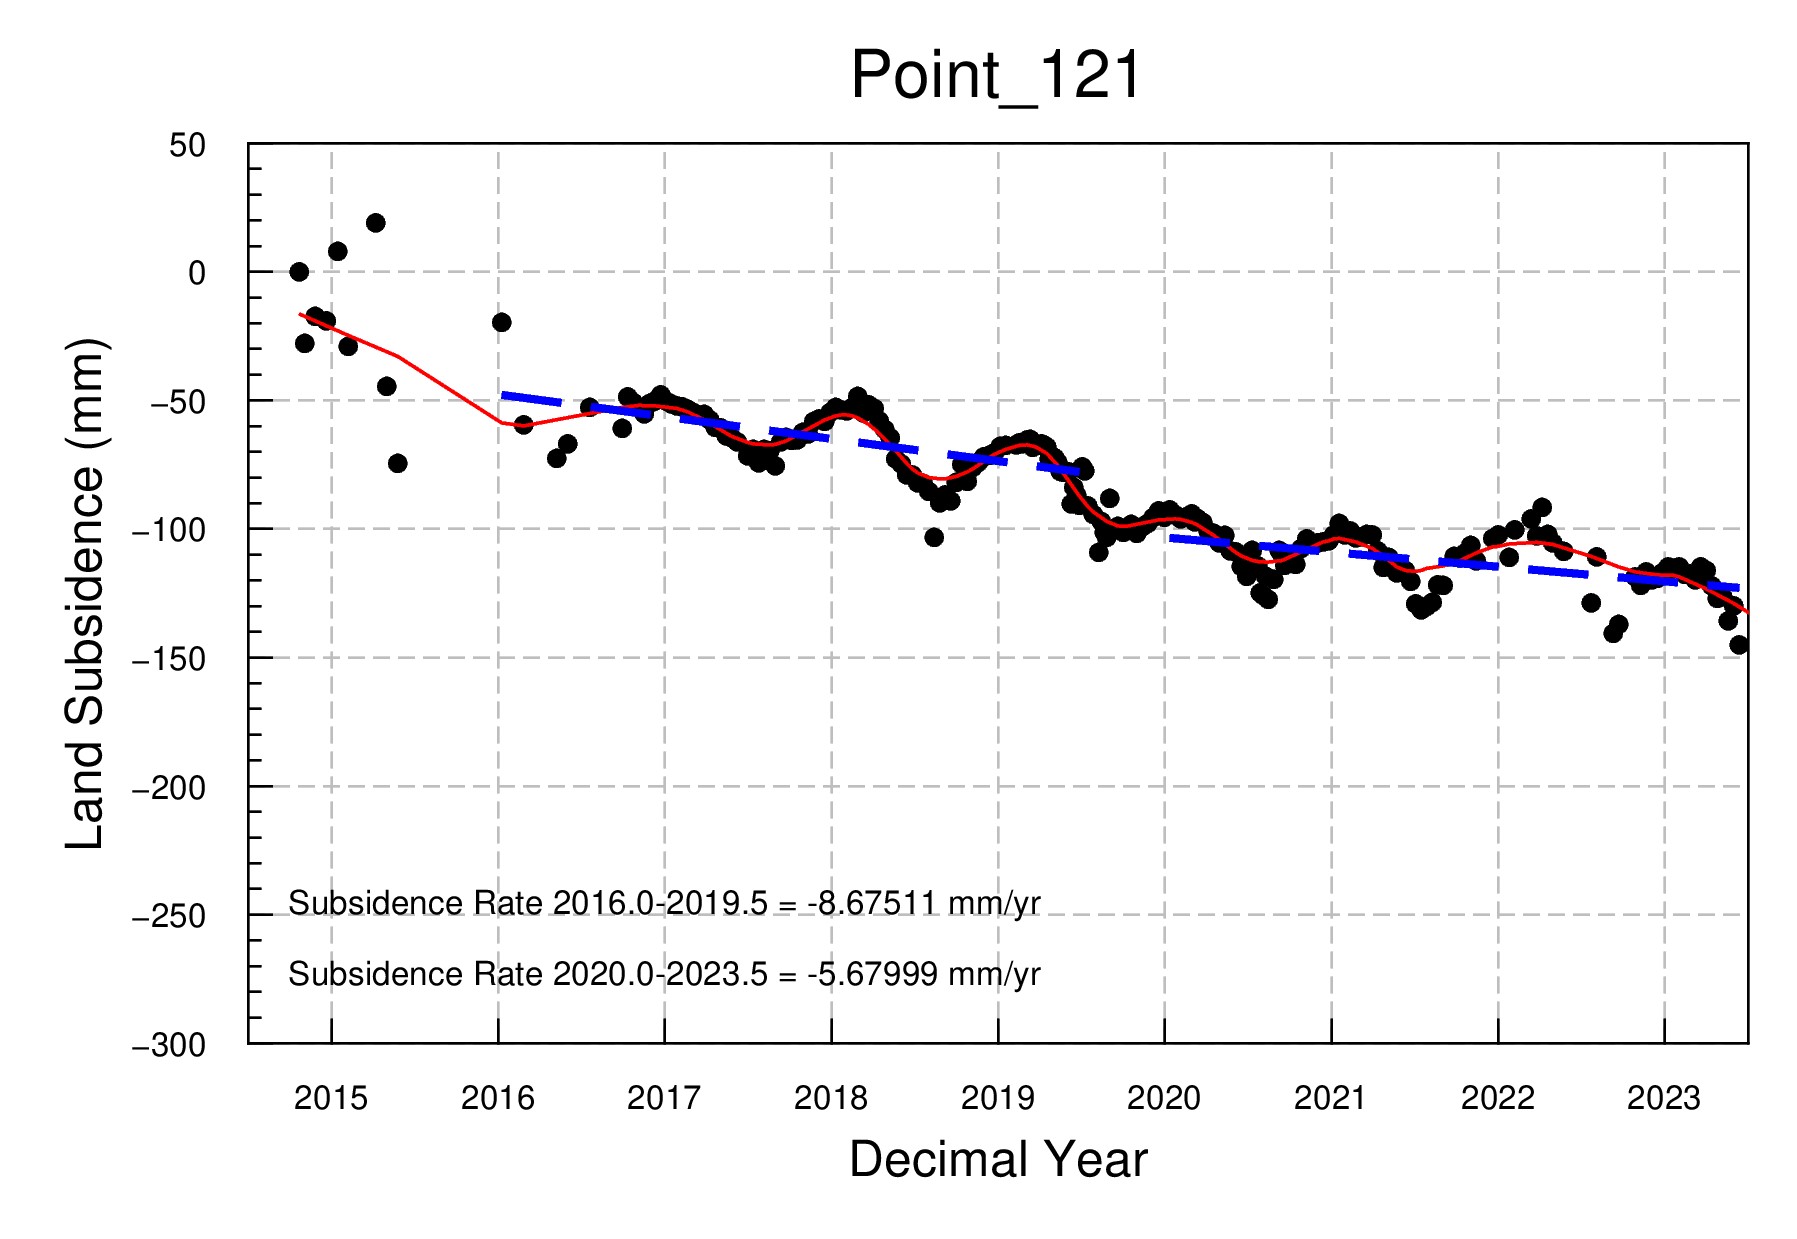 Point_121
50
0
−50
−100
−150
−200
−250
−300
Land Subsidence (mm)
Subsidence Rate 2016.0-2019.5 = -8.67511 mm/yr
Subsidence Rate 2020.0-2023.5 = -5.67999 mm/yr
2015 2016 2017 2018 2019 2020 2021 2022 2023
Decimal Year